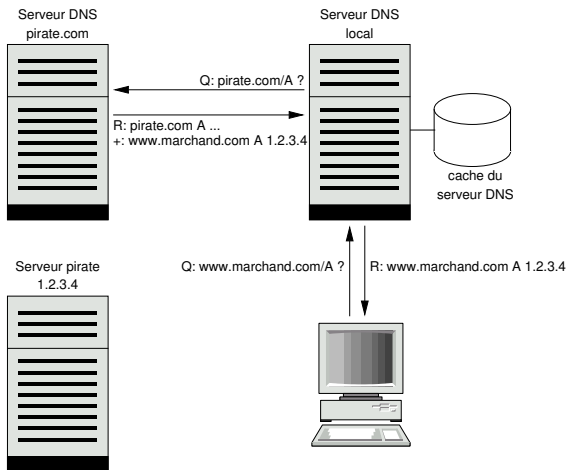 Serveur DNS
pirate.com
Serveur DNS
local
Q: pirate.com/A ?
R: pirate.com A ...
+: www.marchand.com A 1.2.3.4
cache du
serveur DNS
Serveur pirate
1.2.3.4
Q: www.marchand.com/A ?
R: www.marchand.com A 1.2.3.4